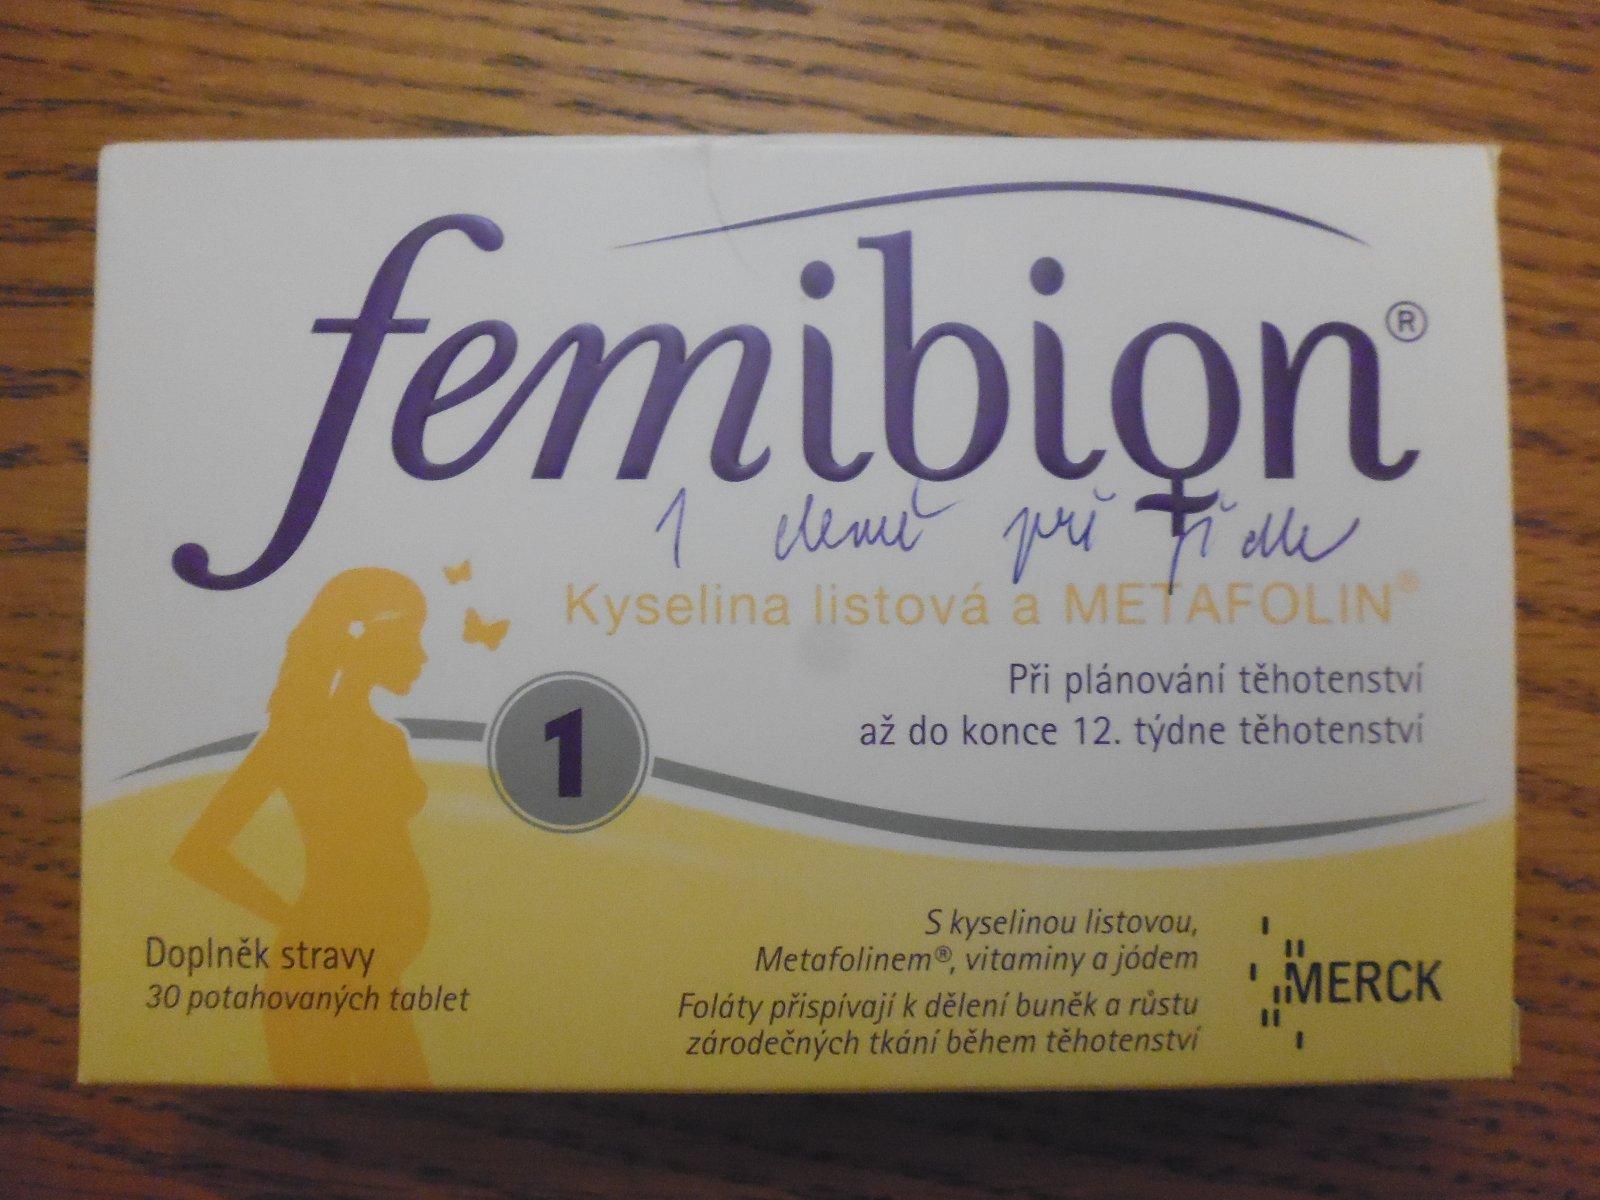 femibion®
1 denně při jídle
Kyselina listová a METAFOLIN®
Při plánování těhotenství
až do konce 12. týdne těhotenství
1
Doplněk stravy
30 potahovaných tablet
S kyselinou listovou,
Metafolinem®, vitaminy a jódem
Foláty přispívají k dělení buněk a růstu
zárodečných tkání během těhotenství
MERCK